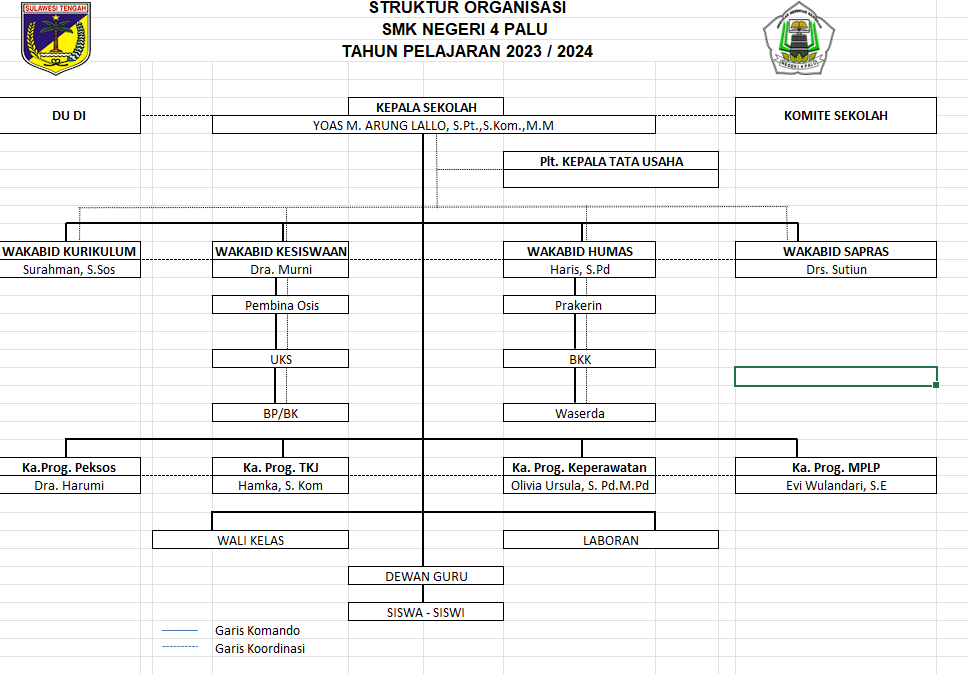 SULAWESI TENGAH
STRUKTUR ORGANISASI
SMK NEGERI 4 PALU
TAHUN PELAJARAN 2023 / 2024
NEGERI 4 PALU
DU DI
KEPALA SEKOLAH
YOAS M. ARUNG LALLO, S.Pt.,S.Kom.,M.M
KOMITE SEKOLAH
Plt. KEPALA TATA USAHA
WAKABID KURIKULUM
Surahman, S.Sos
WAKABID KESISWAAN
Dra. Murni
WAKABID HUMAS
Haris, S.Pd
WAKABID SAPRAS
Drs. Sutiun
Pembina Osis
Prakerin
UKS
BKK
BP/BK
Waserda
Ka.Prog. Peksos
Dra. Harumi
Ka. Prog. TKJ
Hamka, S. Kom
Ka. Prog. Keperawatan
Olivia Ursula, S. Pd.M.Pd
Ka. Prog. MPLP
Evi Wulandari, S.E
WALI KELAS
LABORAN
DEWAN GURU
SISWA - SISWI
Garis Komando
Garis Koordinasi